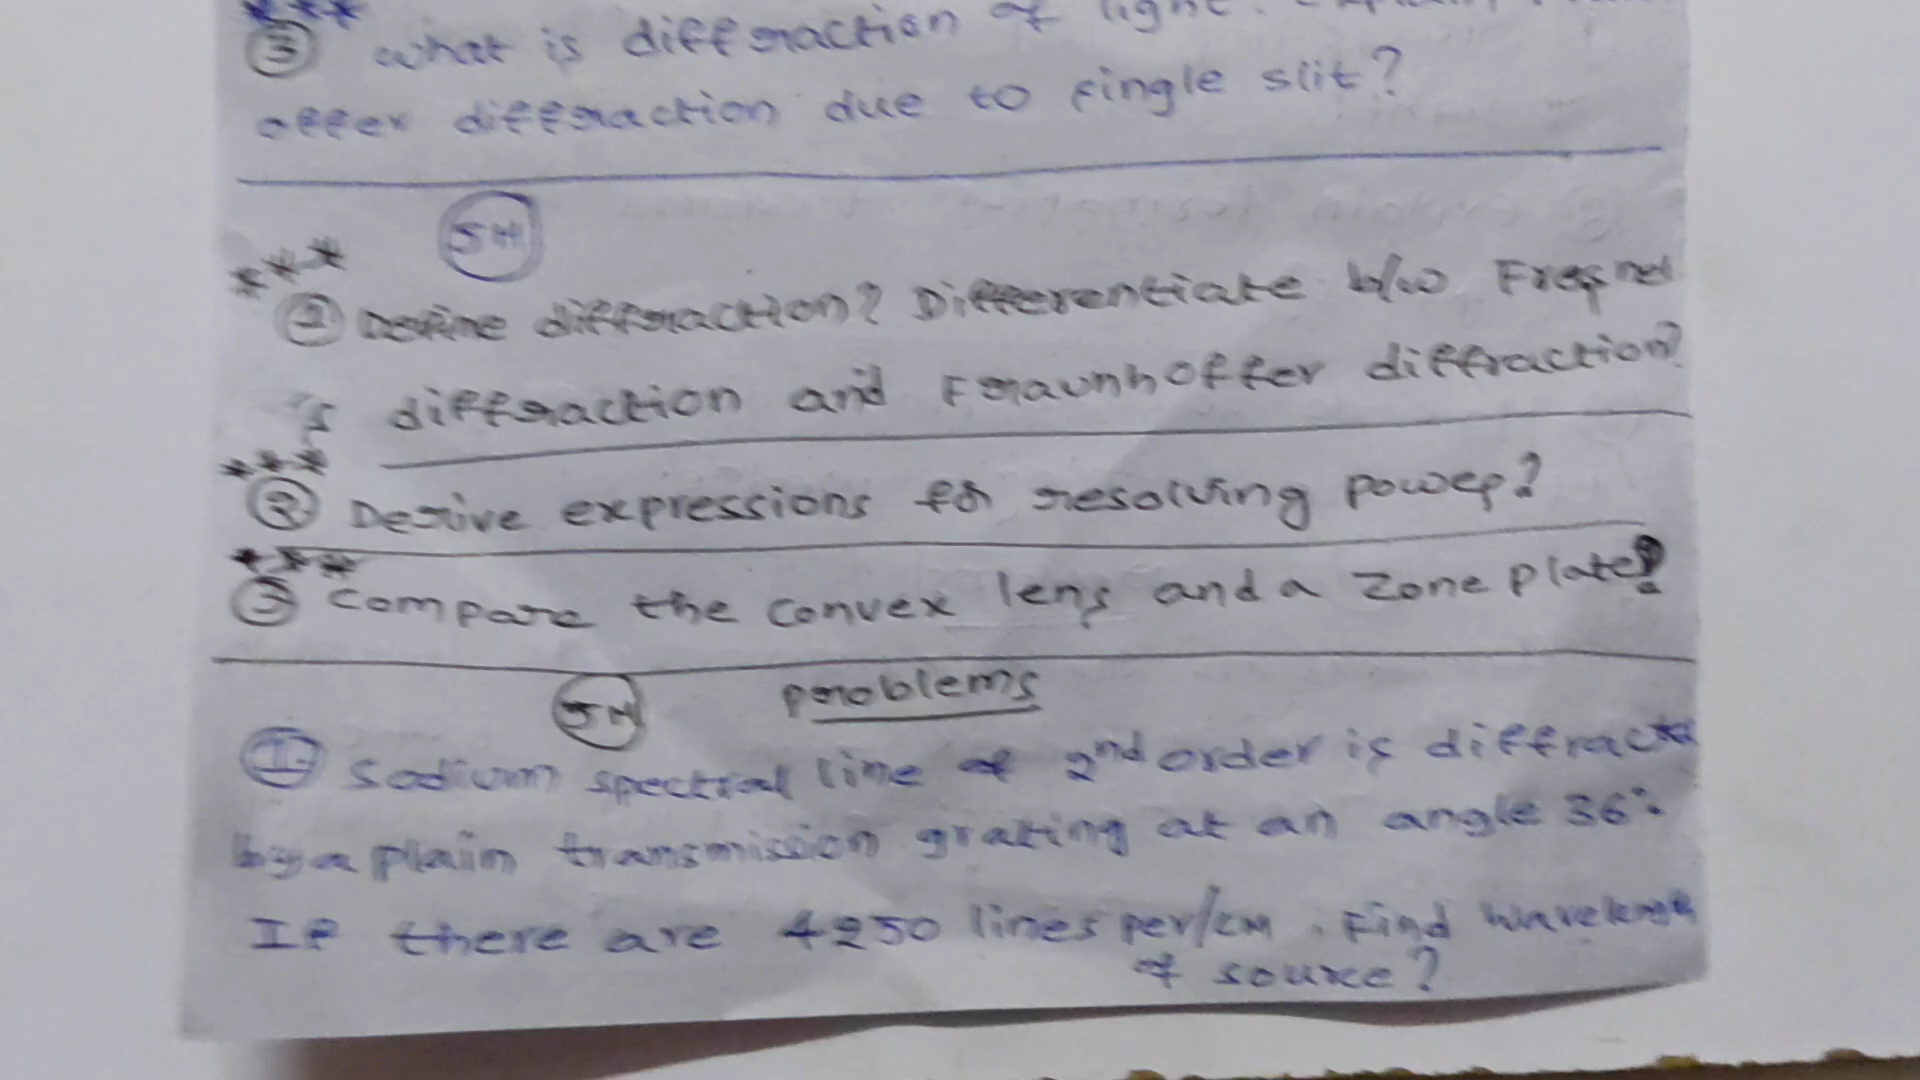 ***
③ what is diffraction of light. Explain
offer diffraction due to single slit?
5M
***
① Define diffraction? Differentiate b/w Fresnel
's diffraction and Fraunhoffer diffraction?
***
② Derive expressions for resolving power?
***
③ compare the convex lens and a Zone plate?
5M problems
① Sodium spectral line of 2nd order is diffracted
by a plain transmission grating at an angle 36°.
If there are 4250 lines per/cm. Find wavelength
of source?